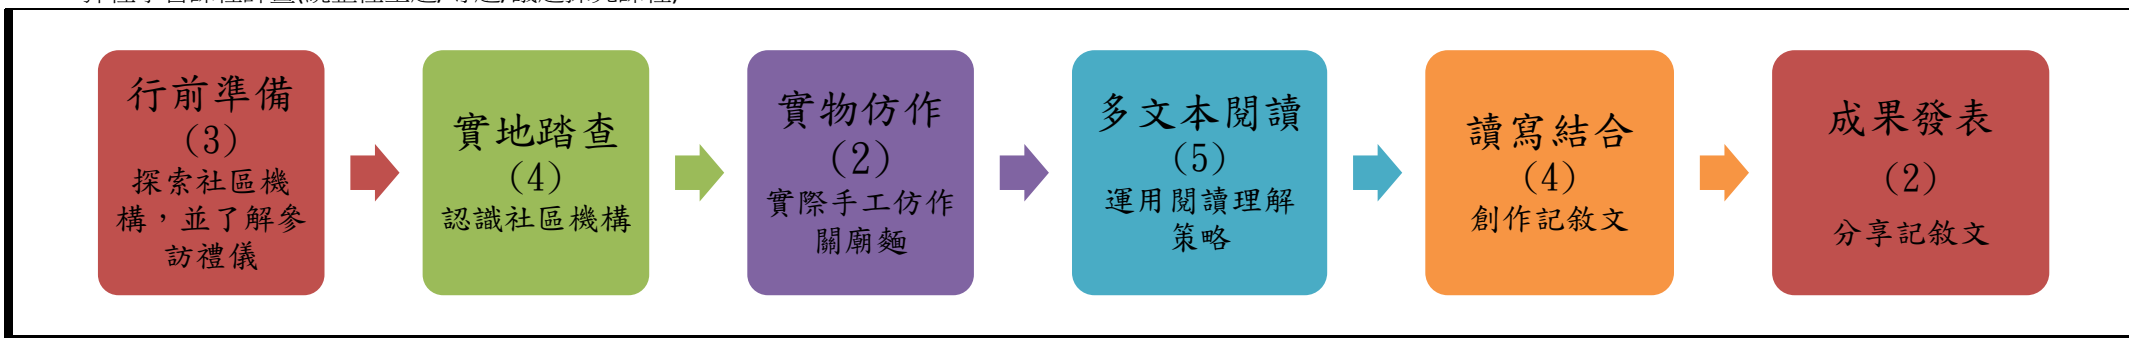 行前準備
(3)
探索社區機
構，並了解參
訪禮儀
實地踏查
(4)
認識社區機構
實物仿作
(2)
實際手工仿作
關廟麵
多文本閱讀
(5)
運用閱讀理解
策略
讀寫結合
(4)
創作記敘文
成果發表
(2)
分享記敘文